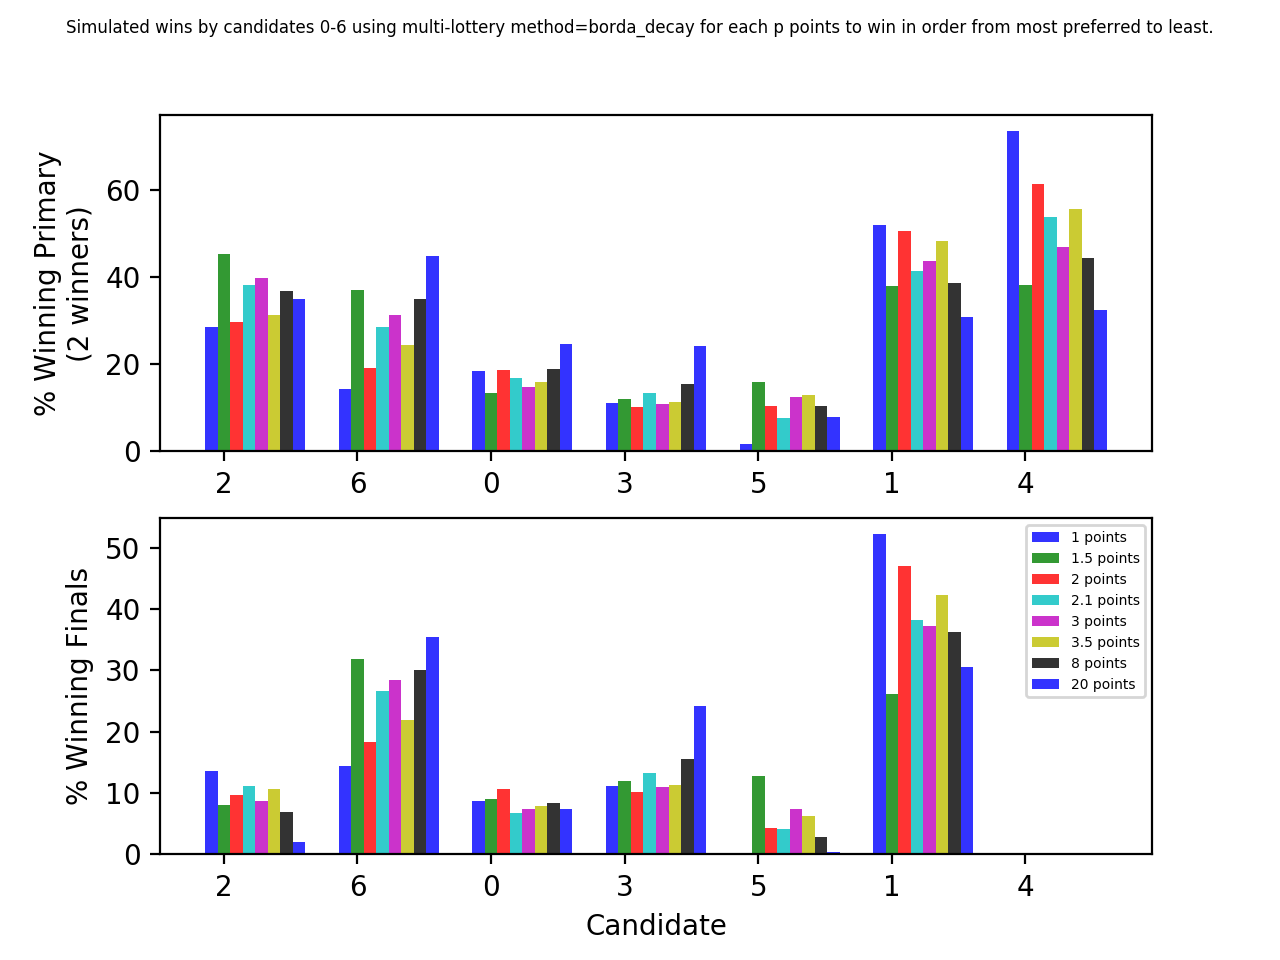 Simulated wins by candidates 0-6 using multi-lottery method=borda_decay for each p points to win in order from most preferred to least.
% Winning Primary
(2 winners)
60
40
20
0
2 6 0 3 5 1 4
% Winning Finals
50
40
30
20
10
0
1 points
1.5 points
2 points
2.1 points
3 points
3.5 points
8 points
20 points
2 6 0 3 5 1 4
Candidate